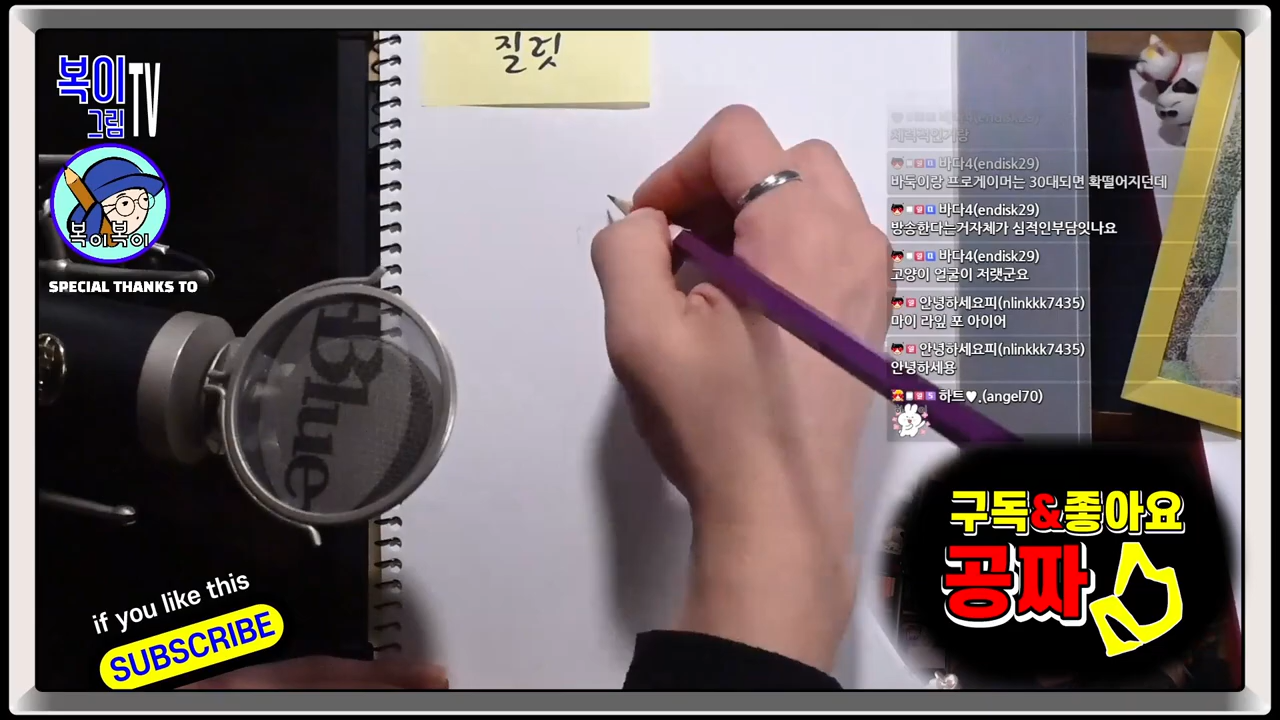 복이
그림
TV
복이복이
SPECIAL THANKS TO
질럿
Blue
바다4(endisk29)
바둑이랑 프로게이머는 30대되면 확떨어지던데
바다4(endisk29)
방송한다는거자체가 심적인부담잇나요
바다4(endisk29)
고양이 얼굴이 저랫군요
안녕하세요피(nlinkkk7435)
마이 라잎 포 아이어
안녕하세요피(nlinkkk7435)
안녕하세용
하트♥.(angel70)
구독&좋아요
공짜
if you like this
SUBSCRIBE